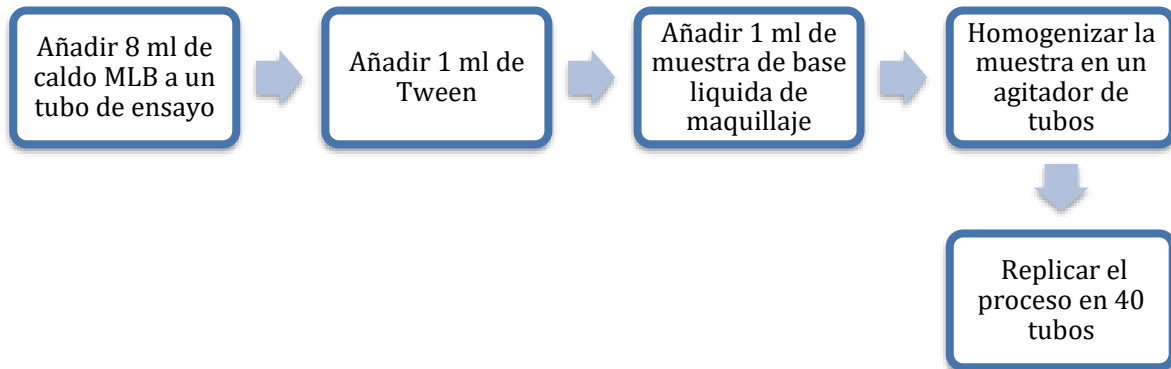 Añadir 8 ml de
caldo MLB a un
tubo de ensayo
Añadir 1 ml de
Tween
Añadir 1 ml de
muestra de base
liquida de
maquillaje
Homogenizar la
muestra en un
agitador de
tubos
Replicar el
proceso en 40
tubos